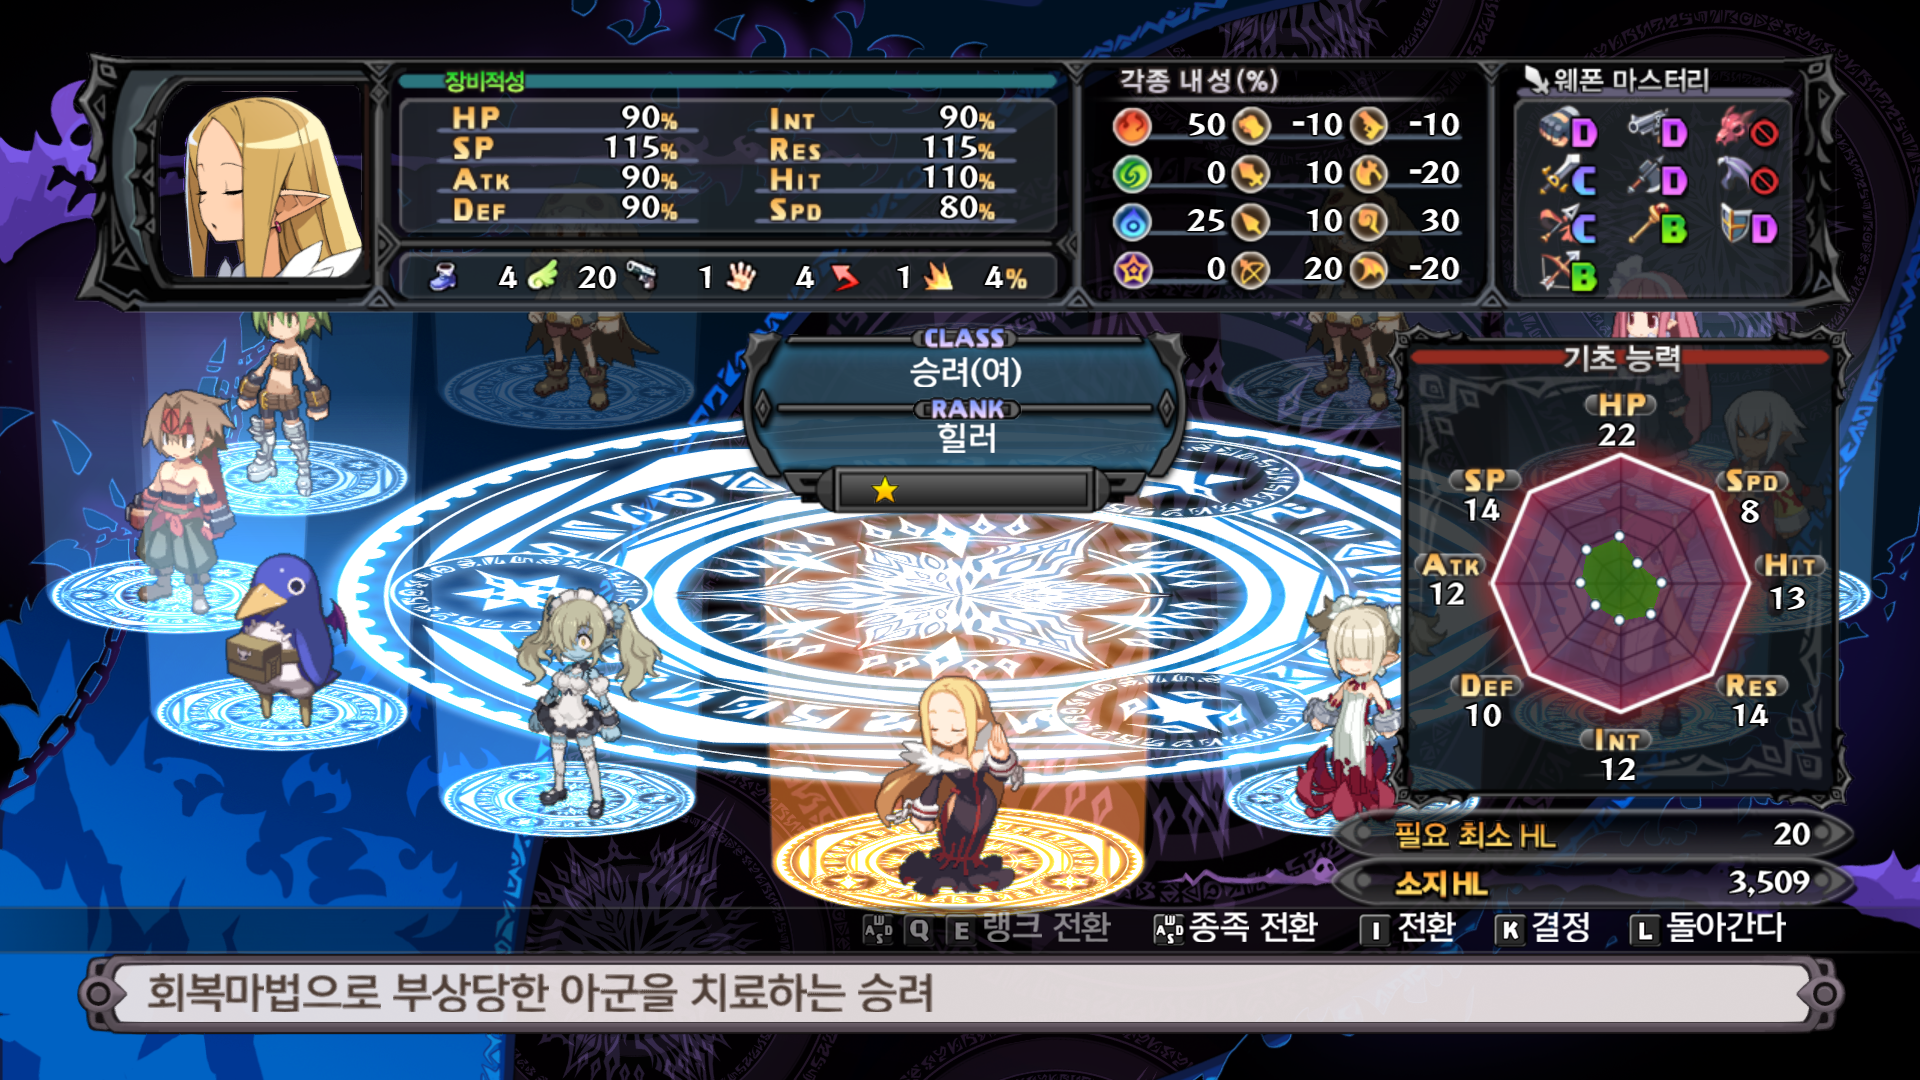 장비적성
HP 90% INT 90%
SP 115% RES 115%
ATK 90% HIT 110%
DEF 90% SPD 80%
4 20 1 4 1 4%
각종 내성(%)
50 -10 -10
0 10 -20
25 10 30
0 20 -20
웨폰 마스터리
D D
C D
C B D
B
CLASS
승려(여)
RANK
힐러
기초 능력
HP
22
SP
14
SPD
8
ATK
12
HIT
13
DEF
10
RES
14
INT
12
필요 최소 HL 20
소지 HL 3,509
WASD Q E 랭크 전환 WASD 종족 전환 I 전환 K 결정 L 돌아간다
회복마법으로 부상당한 아군을 치료하는 승려